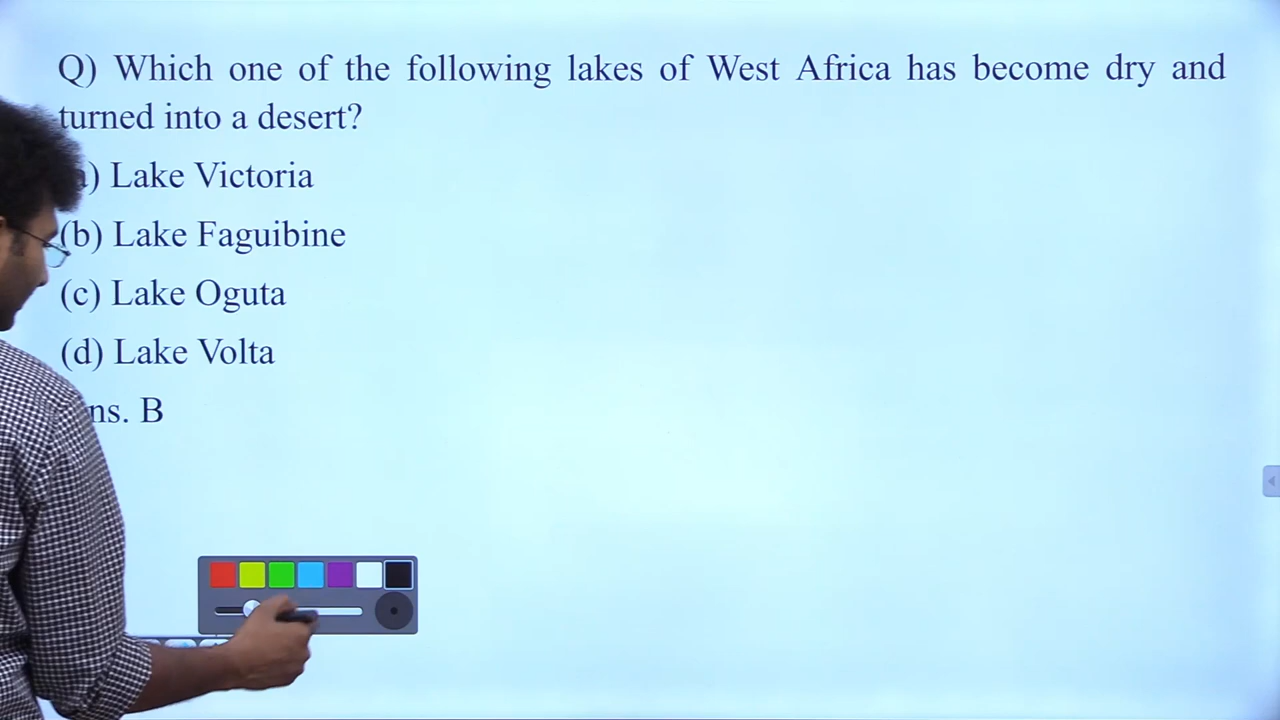 Q) Which one of the following lakes of West Africa has become dry and
turned into a desert?
a) Lake Victoria
(b) Lake Faguibine
(c) Lake Oguta
(d) Lake Volta
ns. B